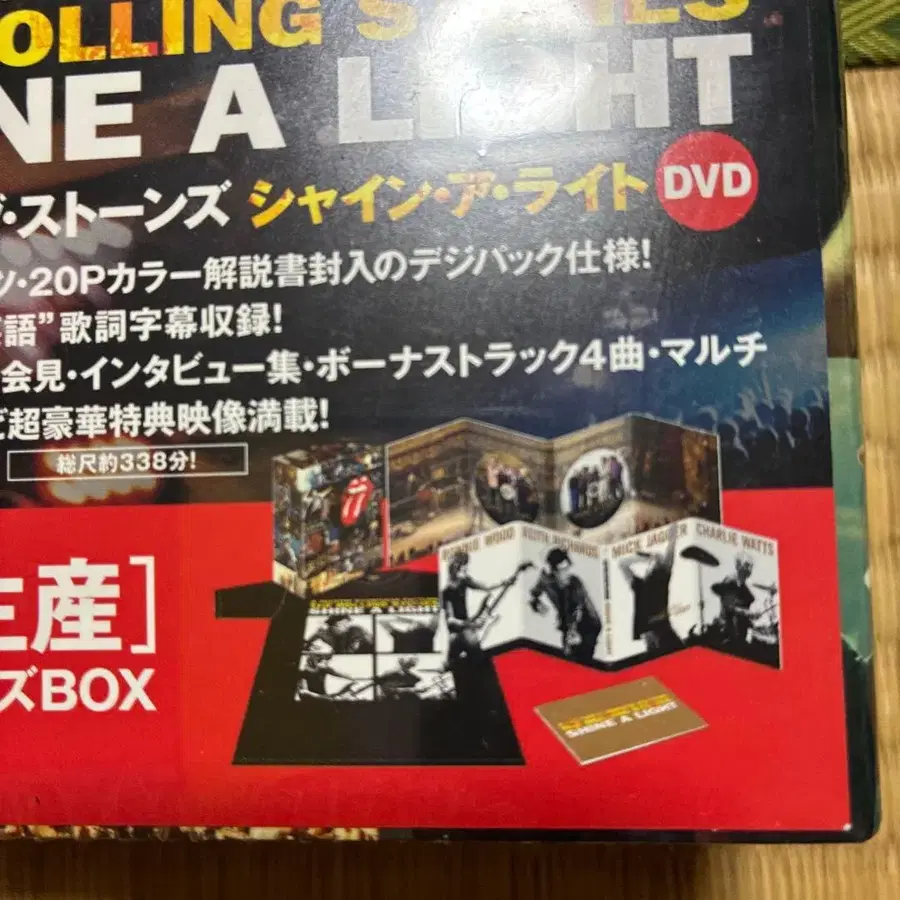 OLLING STONES
NE A LIGHT
・ストーンズ シャイン・ア・ライト DVD
ツ・20Pカラー解説書封入のデジパック仕様!
語”歌詞字幕収録!
会見・インタビュー集・ボーナストラック4曲・マルチ
超豪華特典映像満載!
総尺約338分!
RONNIE WOOD KEITH RICHARDS MICK JAGGER CHARLIE WATTS
生産]
SHINE A LIGHT
ズBOX
SHINE A LIGHT